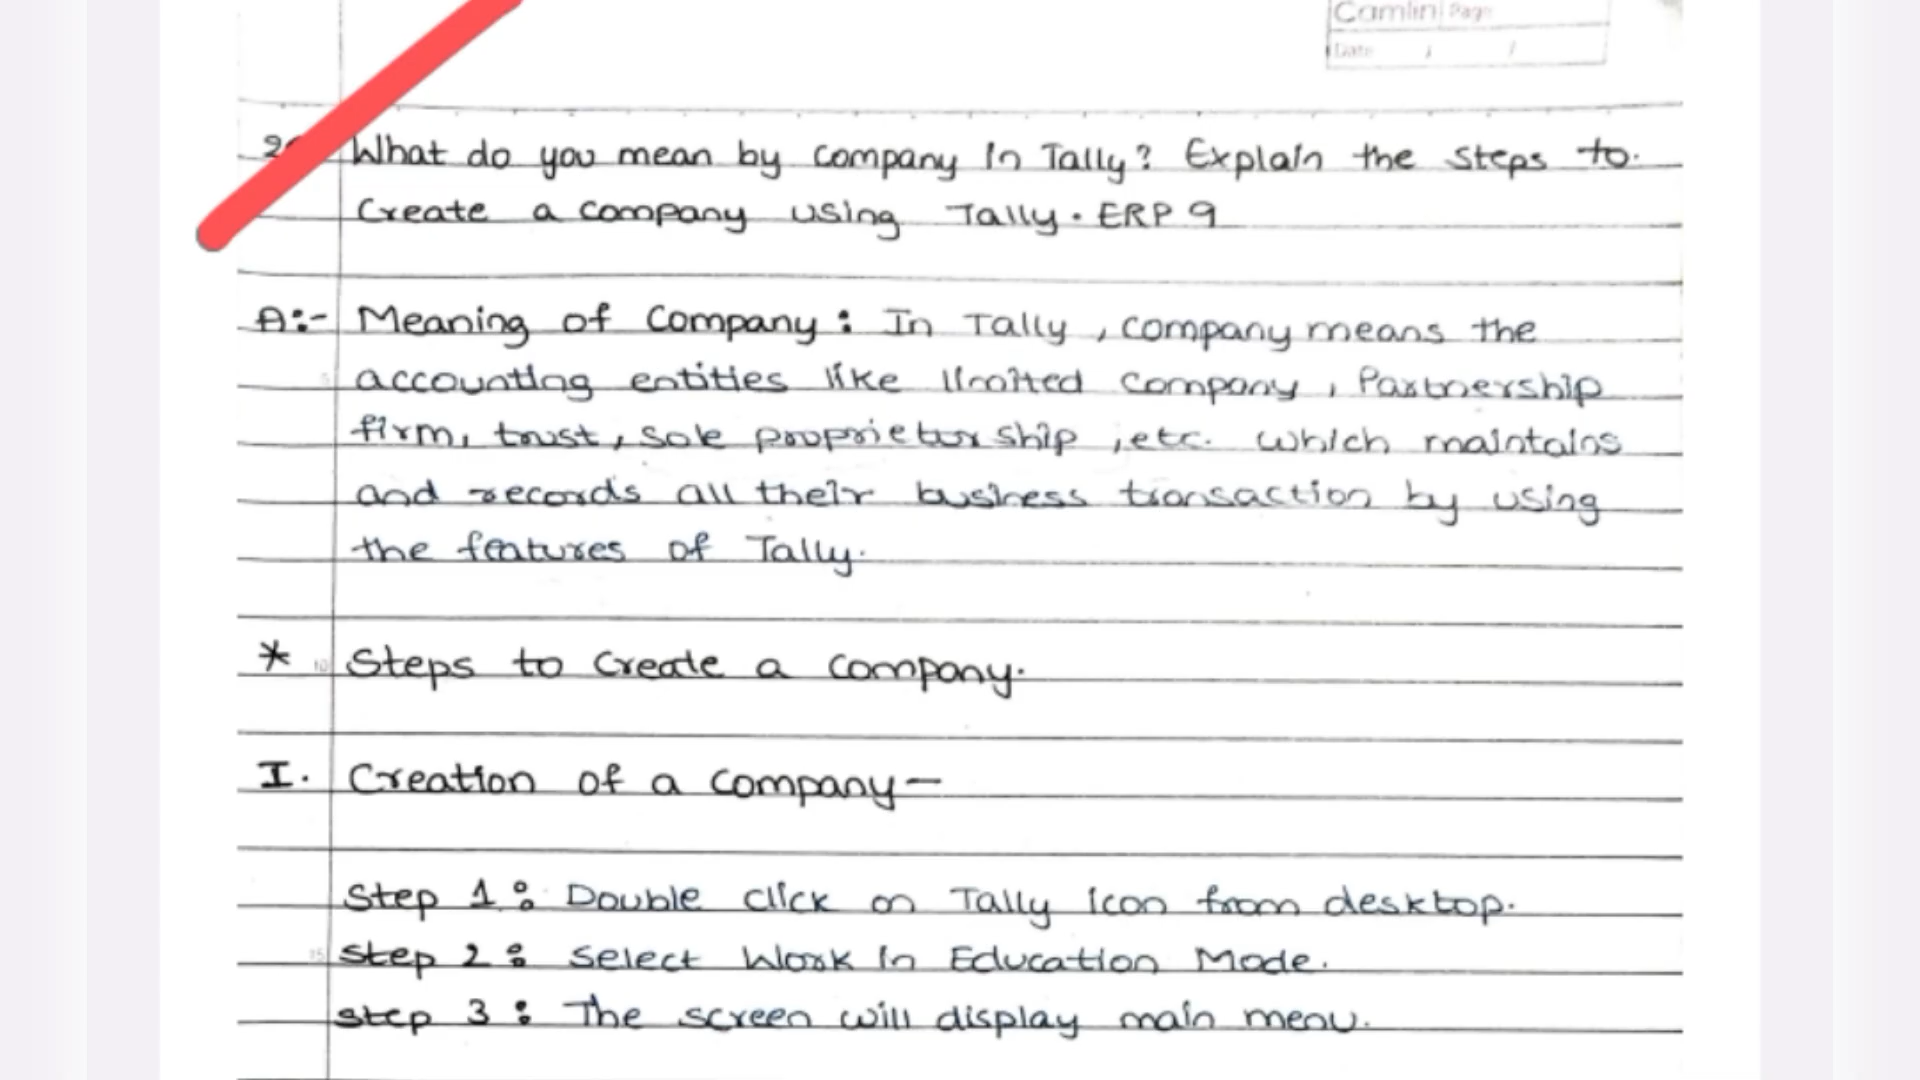 Camlin Page
Date / /
What do you mean by company in Tally? Explain the steps to
Create a company using Tally. ERP 9
A:- Meaning of Company: In Tally, company means the
accounting entities like limited company, Partnership
firm, trust, sole proprietorship, etc. which maintains
and records all their business transaction by using
the features of Tally.
* 10 Steps to create a company.
I. Creation of a company-
Step 1: Double click on Tally icon from desktop.
15 Step 2: Select Work in Education Mode.
Step 3: The screen will display main menu.